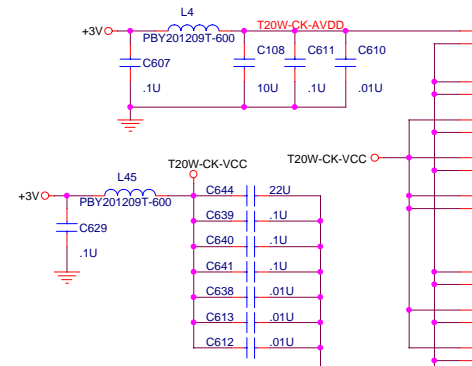 L4
+3V
T20W-CK-AVDD
PBY201209T-600
C607
C108
C611
C610
.1U
10U
.1U
.01U
T20W-CK-VCC
T20W-CK-VCC
L45
+3V
PBY201209T-600
C644
22U
C639
.1U
C629
C640
.1U
.1U
C641
.1U
C638
.01U
C613
.01U
C612
.01U